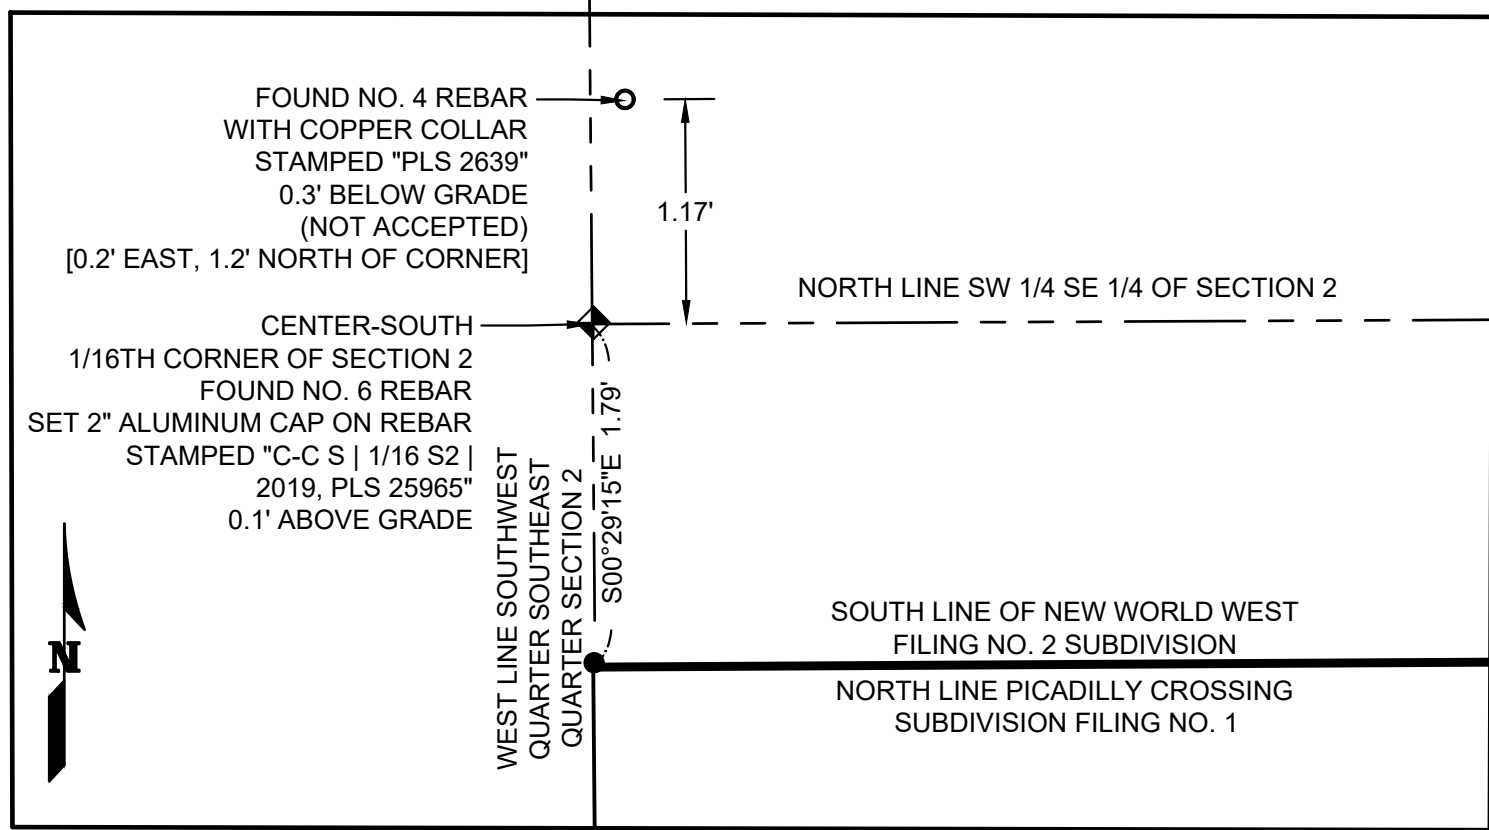 FOUND NO. 4 REBAR
WITH COPPER COLLAR
STAMPED "PLS 2639"
0.3' BELOW GRADE
(NOT ACCEPTED)
[0.2' EAST, 1.2' NORTH OF CORNER]
1.17'
NORTH LINE SW 1/4 SE 1/4 OF SECTION 2
CENTER-SOUTH
1/16TH CORNER OF SECTION 2
FOUND NO. 6 REBAR
SET 2" ALUMINUM CAP ON REBAR
STAMPED "C-C S | 1/16 S2 |
2019, PLS 25965"
0.1' ABOVE GRADE
WEST LINE SOUTHWEST
QUARTER SOUTHEAST
QUARTER SECTION 2
S00°29'15"E 1.79'
SOUTH LINE OF NEW WORLD WEST
FILING NO. 2 SUBDIVISION
NORTH LINE PICADILLY CROSSING
SUBDIVISION FILING NO. 1
N